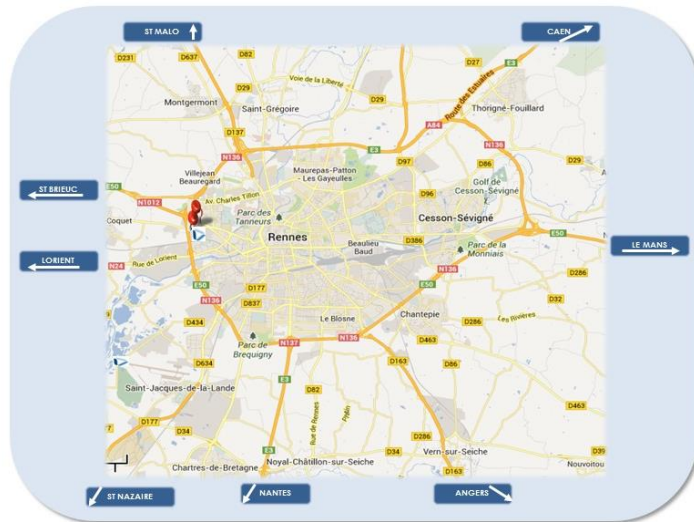 ST MALO
CAEN
D231
D637
D82
D27
E3
Voie de la Liberté
D29
D29
Route des Estuaires
Montgermont
Saint-Grégoire
Thorigné-Fouillard
D137
A84
N136
N136
E3
D97
D86
D29
Villejean
Beauregard
Maurepas-Patton
- Les Gayeulles
ST BRIEUC
E50
Golf de
Cesson-Sévigné
N1012
Av. Charles Tillon
D96
Coquet
Parc des
Tanneurs
Cesson-Sévigné
Rennes
Beaulieu
Baud
D386
E50
LE MANS
Parc de la
Monniais
LORIENT
N24
Rue de Lorient
N136
D286
E50
D177
E50
N136
D837
D32
Le Blosne
Chantepie
D286
Les Rivières
D434
N137
N136
D463
Parc de
Brequigny
D634
D163
D86
E3
Saint-Jacques-de-la-Lande
D82
D463
Rue de Rennes
D177
D34
D286
D34
Vern-sur-Seiche
D39
E3
Chartres-de-Bretagne
Noyal-Châtillon-sur-Seiche
D163
Nouvoitou
ST NAZAIRE
NANTES
ANGERS